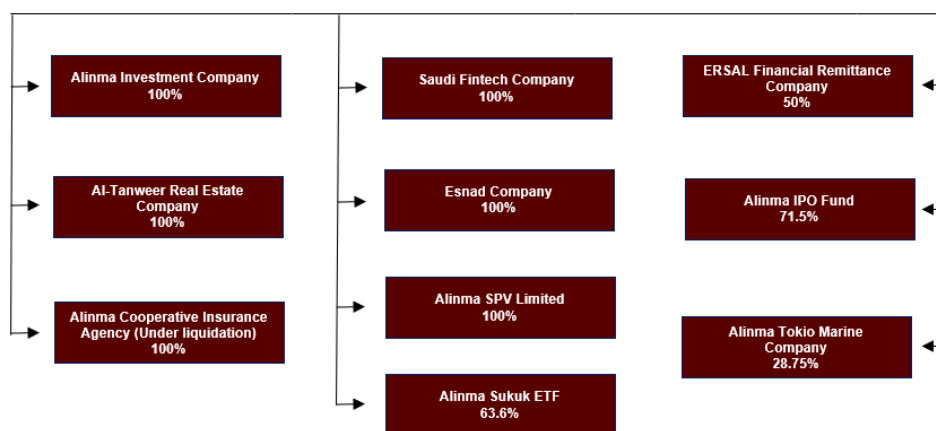 Alinma Investment Company
100%
Al-Tanweer Real Estate
Company
100%
Alinma Cooperative Insurance
Agency (Under liquidation)
100%
Saudi Fintech Company
100%
Esnad Company
100%
Alinma SPV Limited
100%
Alinma Sukuk ETF
63.6%
ERSAL Financial Remittance
Company
50%
Alinma IPO Fund
71.5%
Alinma Tokio Marine
Company
28.75%